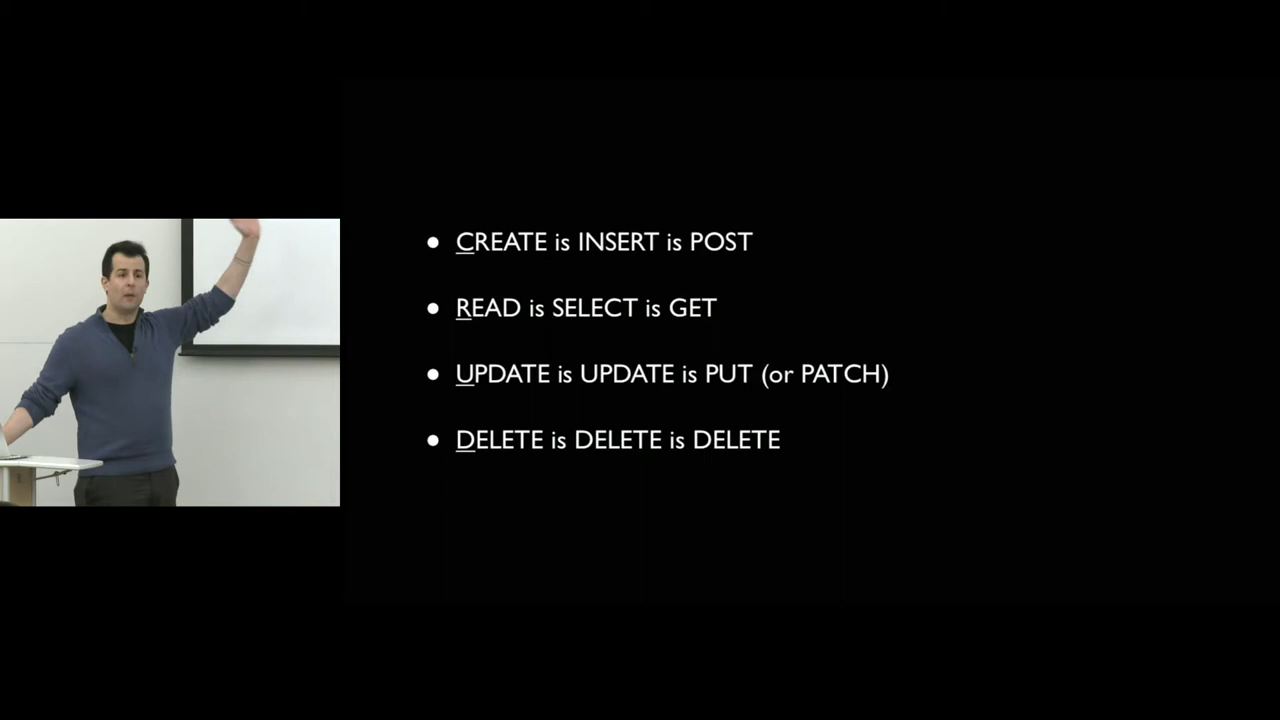 • CREATE is INSERT is POST
• READ is SELECT is GET
• UPDATE is UPDATE is PUT (or PATCH)
• DELETE is DELETE is DELETE